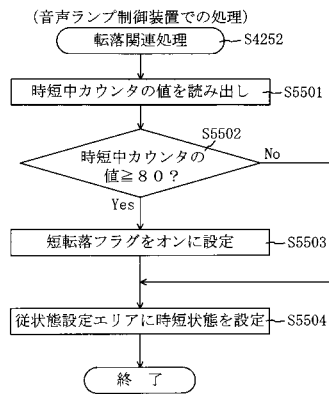 (音声ランプ制御装置での処理)
転落関連処理
S4252
時短中カウンタの値を読み出し
S5501
S5502
時短中カウンタの
値≧80?
No
Yes
短転落フラグをオンに設定
S5503
従状態設定エリアに時短状態を設定
S5504
終 了